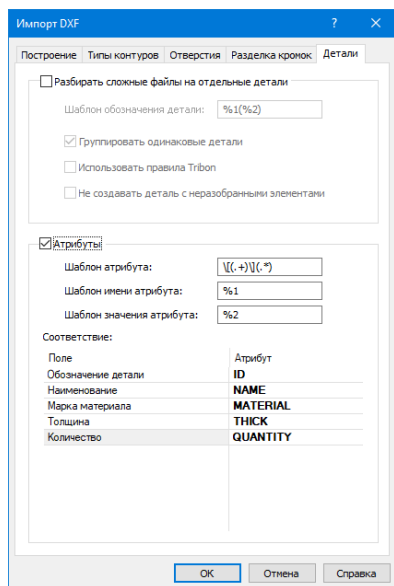 Импорт DXF ? ×
Построение Типы контуров Отверстия Разделка кромок Детали
Разбирать сложные файлы на отдельные детали
Шаблон обозначения детали: %1(%2)
Группировать одинаковые детали
Использовать правила Tribon
Не создавать деталь с неразобранными элементами
Атрибуты
Шаблон атрибута: \[(.+)\](.*)
Шаблон имени атрибута: %1
Шаблон значения атрибута: %2
Соответствие:
Поле Атрибут
Обозначение детали ID
Наименование NAME
Марка материала MATERIAL
Толщина THICK
Количество QUANTITY
OK Отмена Справка